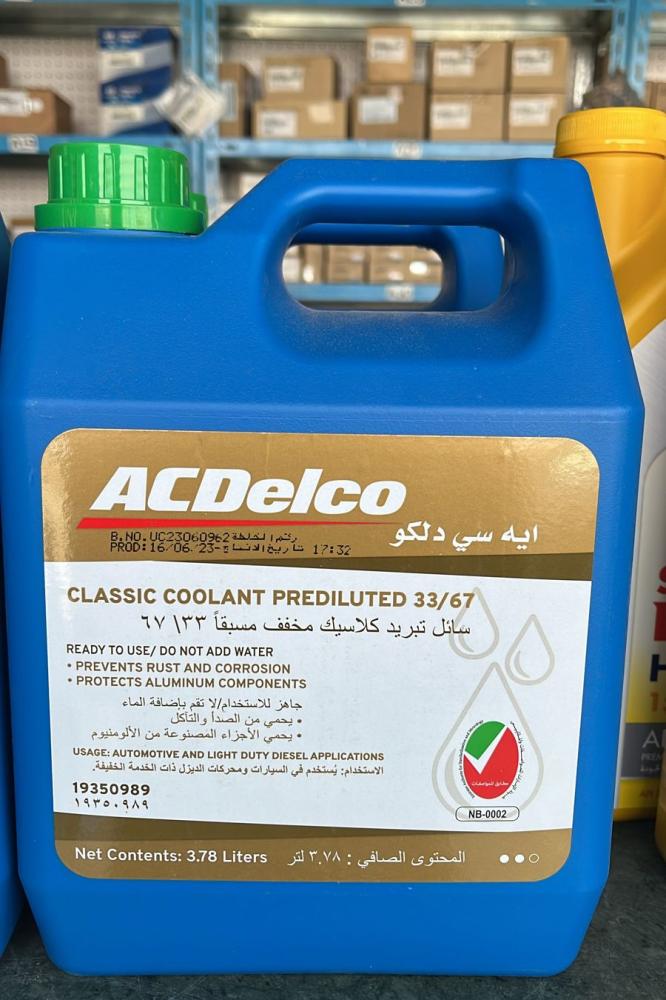 ACDelco
ايه سي دلكو
B.NO.UC23060962 رقم الخلطة
PROD:16/06/23-تاريخ الانتاج 17:32
CLASSIC COOLANT PREDILUTED 33/67
سائل تبريد كلاسيك مخفف مسبقاً ٣٣\ ٦٧
READY TO USE/ DO NOT ADD WATER
• PREVENTS RUST AND CORROSION
• PROTECTS ALUMINUM COMPONENTS
جاهز للاستخدام/لا تقم بإضافة الماء
• يحمي من الصدأ والتآكل
• يحمي الأجزاء المصنوعة من الألومنيوم
USAGE: AUTOMOTIVE AND LIGHT DUTY DIESEL APPLICATIONS
الاستخدام: يُستخدم في السيارات ومحركات الديزل ذات الخدمة الخفيفة.
19350989
١٩٣٥٠٩٨٩
مطابق للمواصفات
NB-0002
Net Contents: 3.78 Liters المحتوى الصافي : ٣.٧٨ لتر